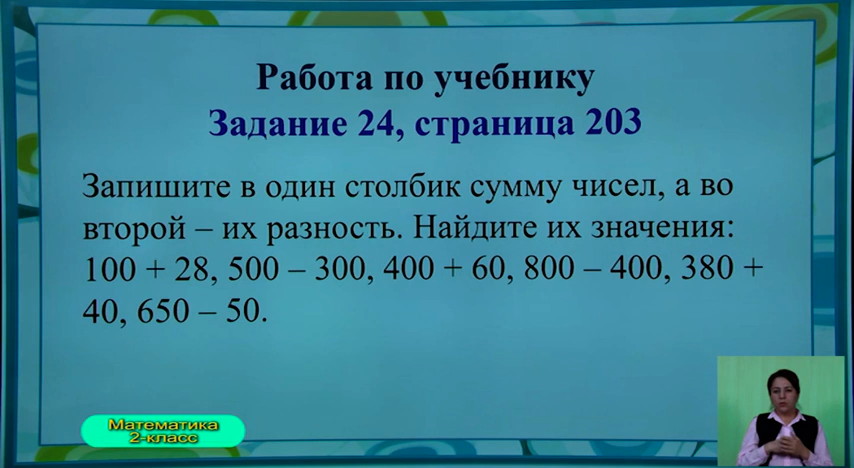 Работа по учебнику
Задание 24, страница 203
Запишите в один столбик сумму чисел, а во
второй – их разность. Найдите их значения:
100 + 28, 500 – 300, 400 + 60, 800 – 400, 380 +
40, 650 – 50.
Математика
2-класс